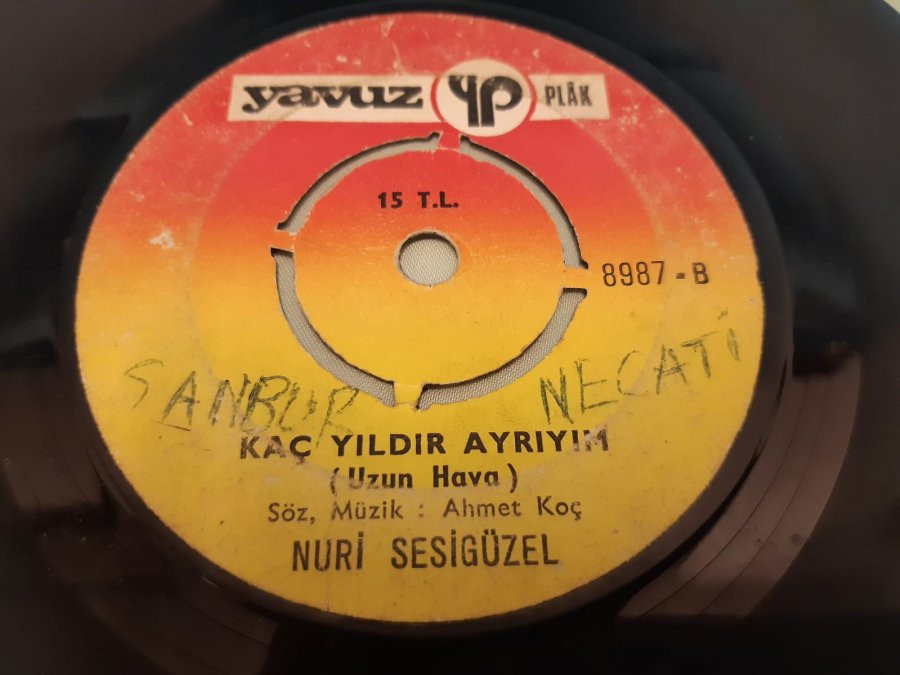 yavuz yp PLÂK
15 T.L.
8987-B
SANBUR NECATİ
KAÇ YILDIR AYRIYIM
(Uzun Hava)
Söz, Müzik : Ahmet Koç
NURİ SESİGÜZEL